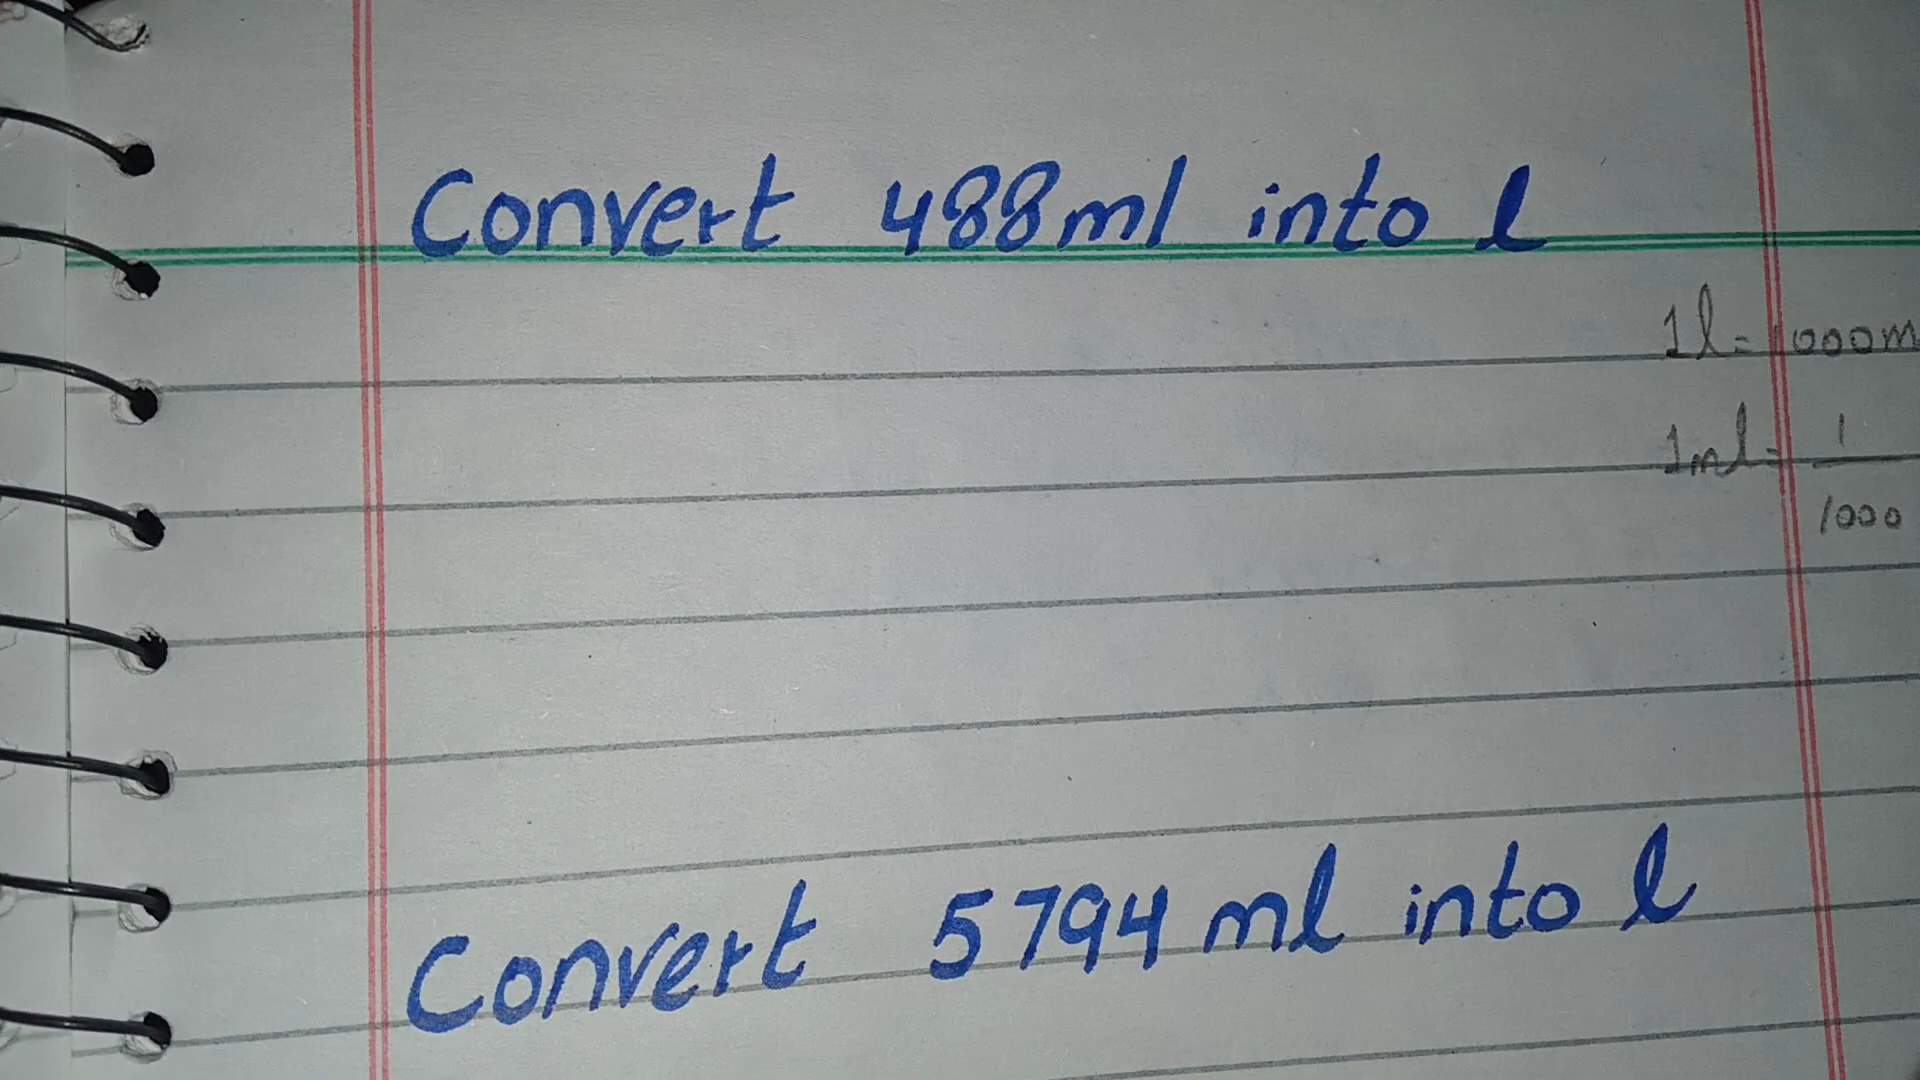 Convert 488ml into l
1l = 1000m
1ml = 1
1000
Convert 5794 ml into l